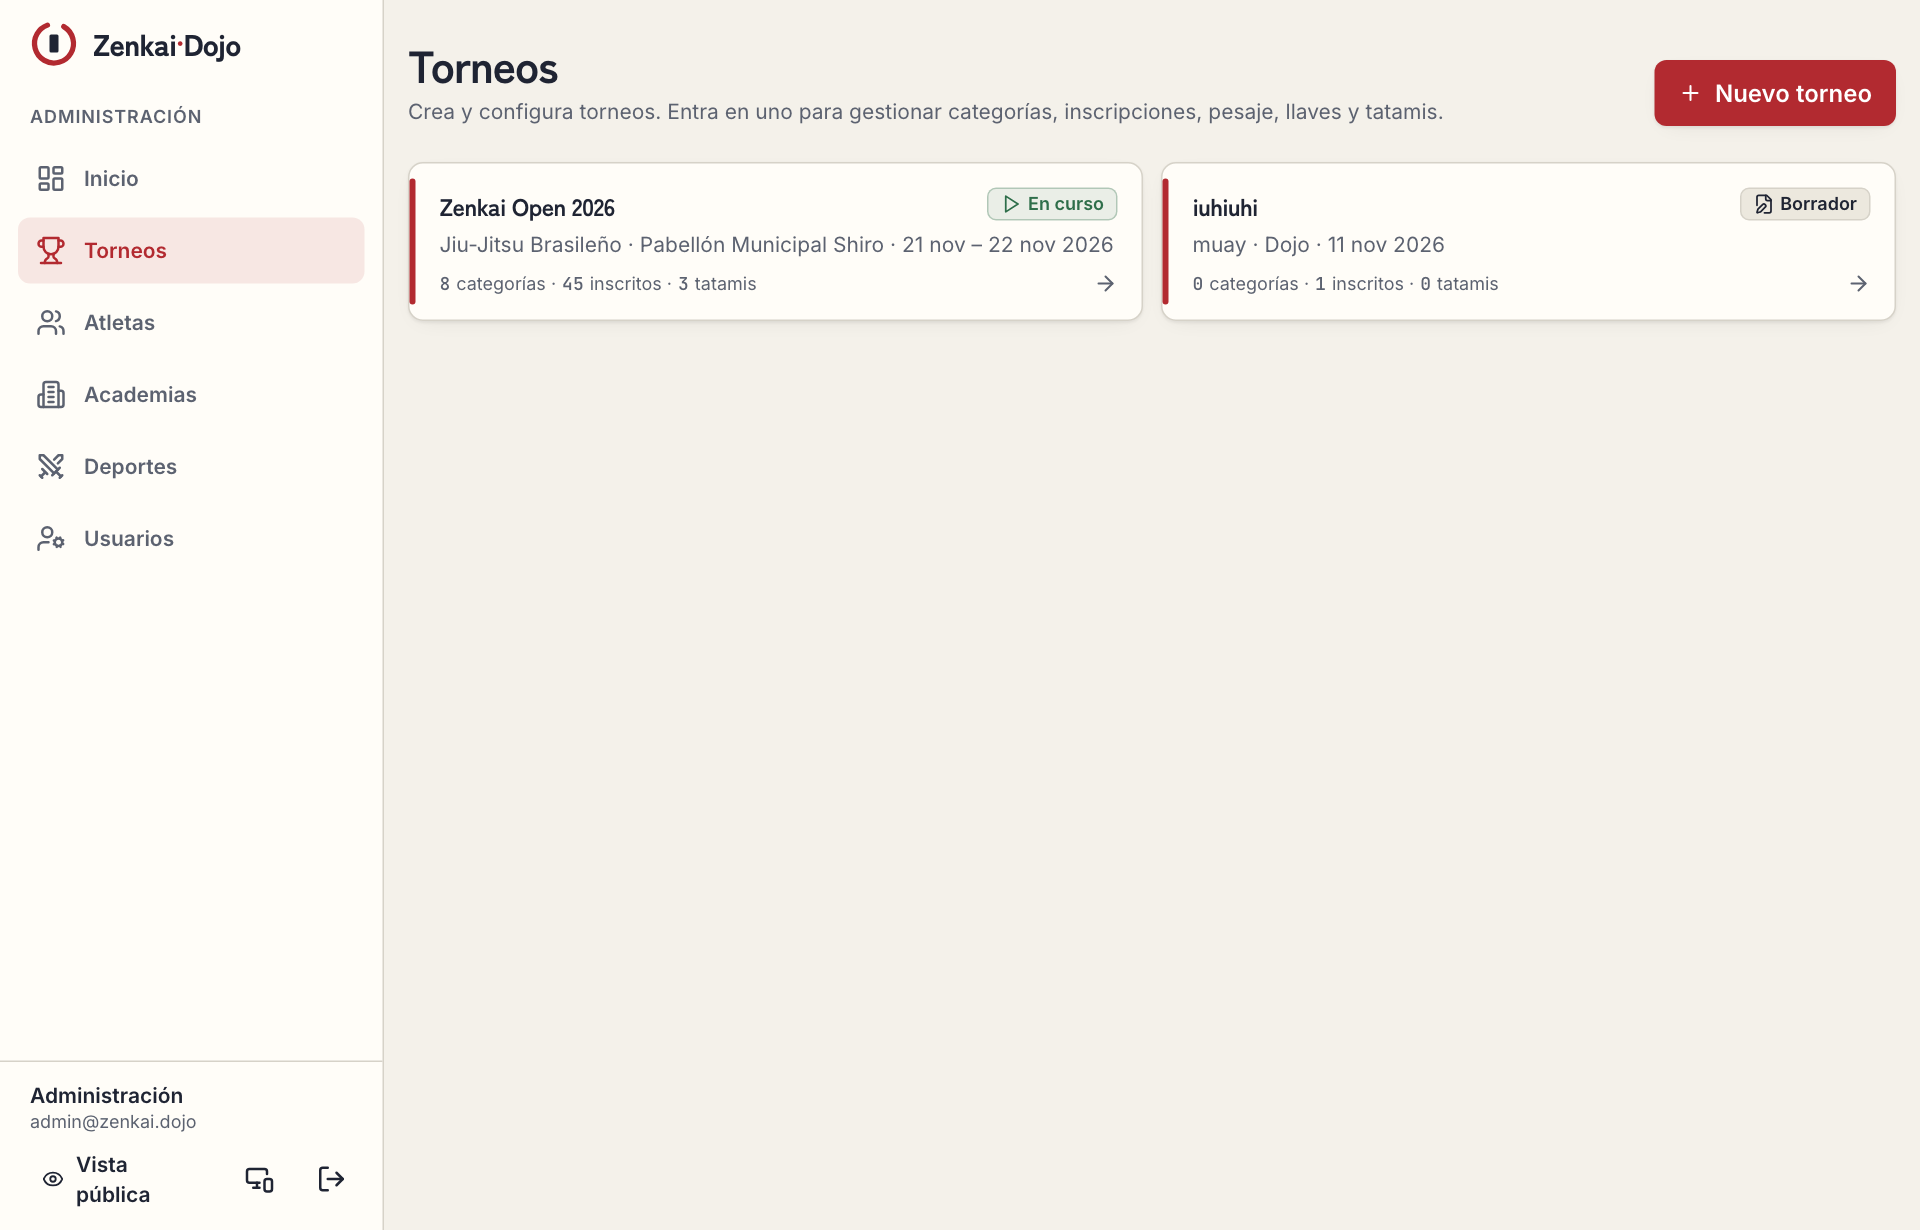 Zenkai·Dojo
ADMINISTRACIÓN
Inicio
Torneos
Atletas
Academias
Deportes
Usuarios
Administración
admin@zenkai.dojo
Vista
pública
Torneos
Crea y configura torneos. Entra en uno para gestionar categorías, inscripciones, pesaje, llaves y tatamis.
+ Nuevo torneo
Zenkai Open 2026
En curso
Jiu-Jitsu Brasileño · Pabellón Municipal Shiro · 21 nov – 22 nov 2026
8 categorías · 45 inscritos · 3 tatamis
iuhiuhi
Borrador
muay · Dojo · 11 nov 2026
0 categorías · 1 inscritos · 0 tatamis